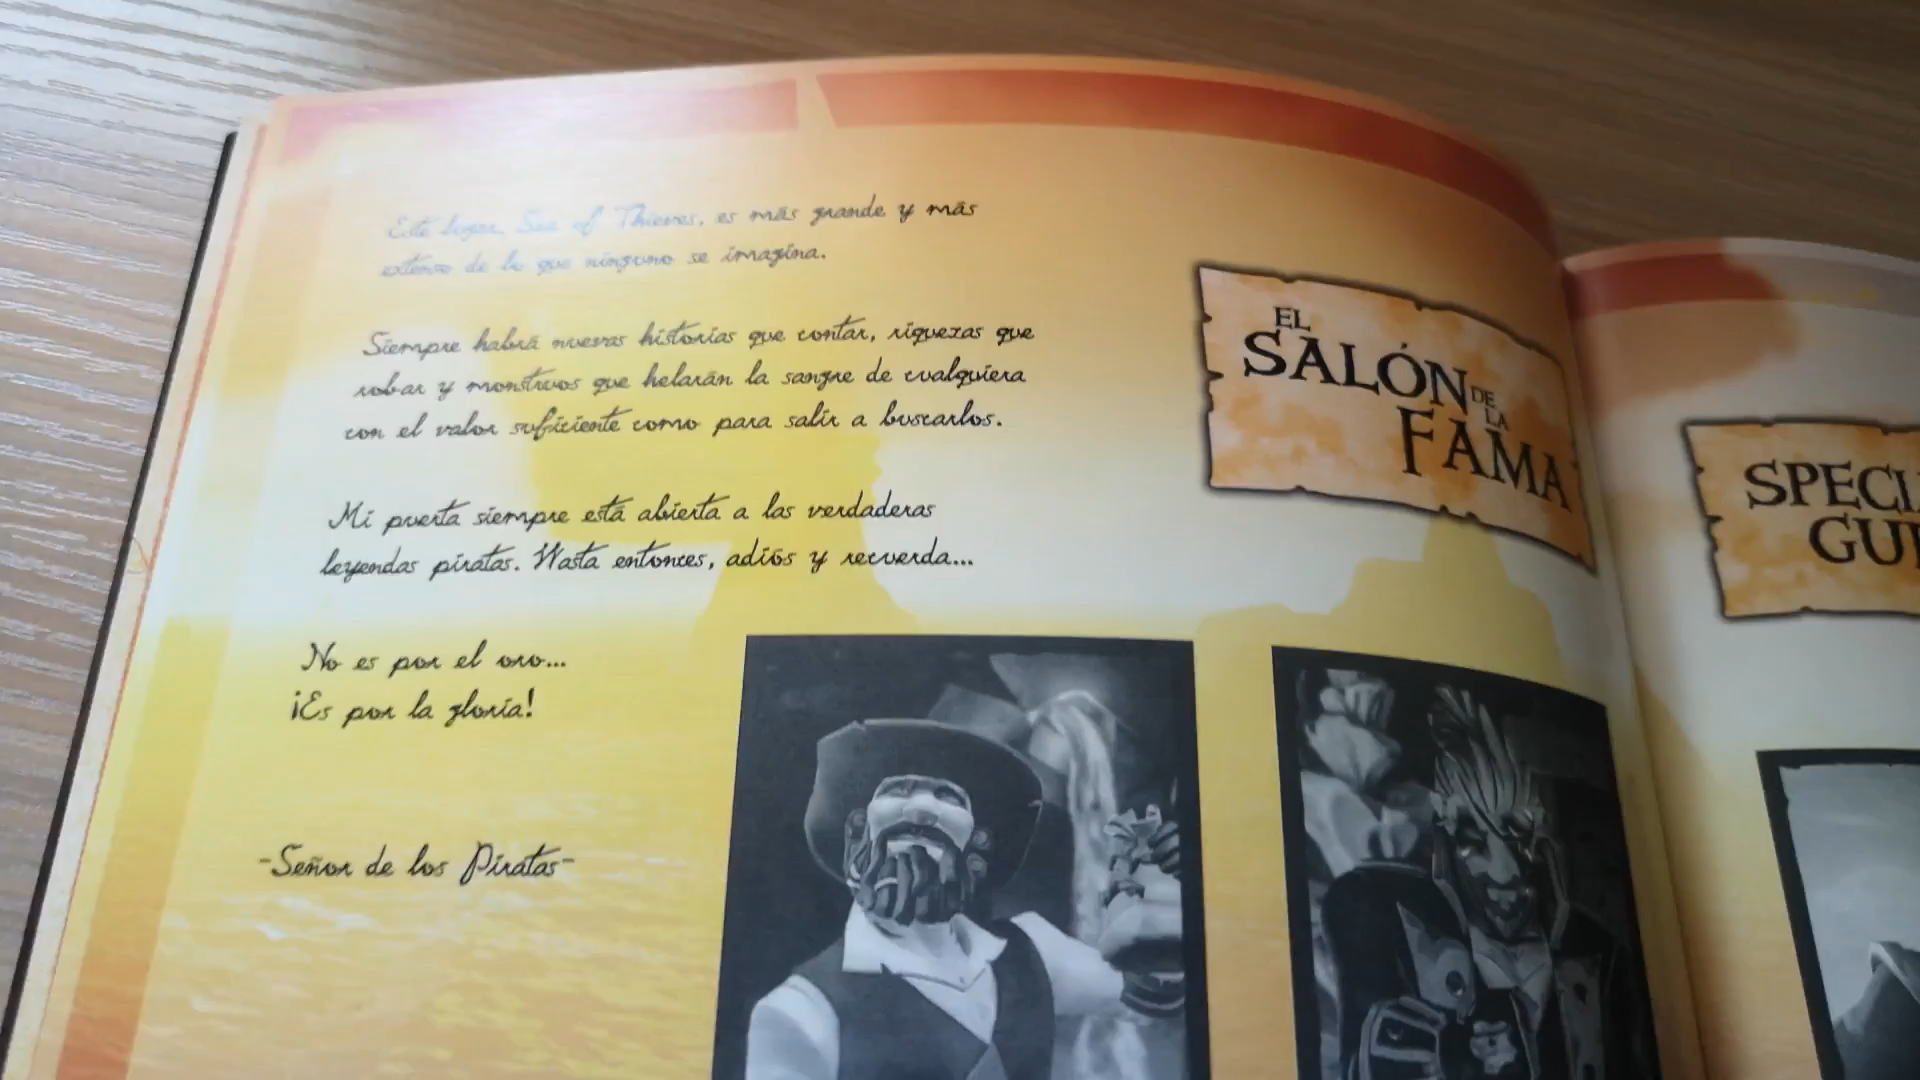 Este lugar, Sea of Thieves, es más grande y más
extenso de lo que ninguno se imagina.
Siempre habrá nuevas historias que contar, riquezas que
robar y monstruos que helarán la sangre de cualquiera
con el valor suficiente como para salir a buscarlos.
Mi puerta siempre está abierta a las verdaderas
leyendas piratas. Hasta entonces, adiós y recuerda...
No es por el oro...
¡Es por la gloria!
-Señor de los Piratas-
EL
SALÓN DE
LA
FAMA